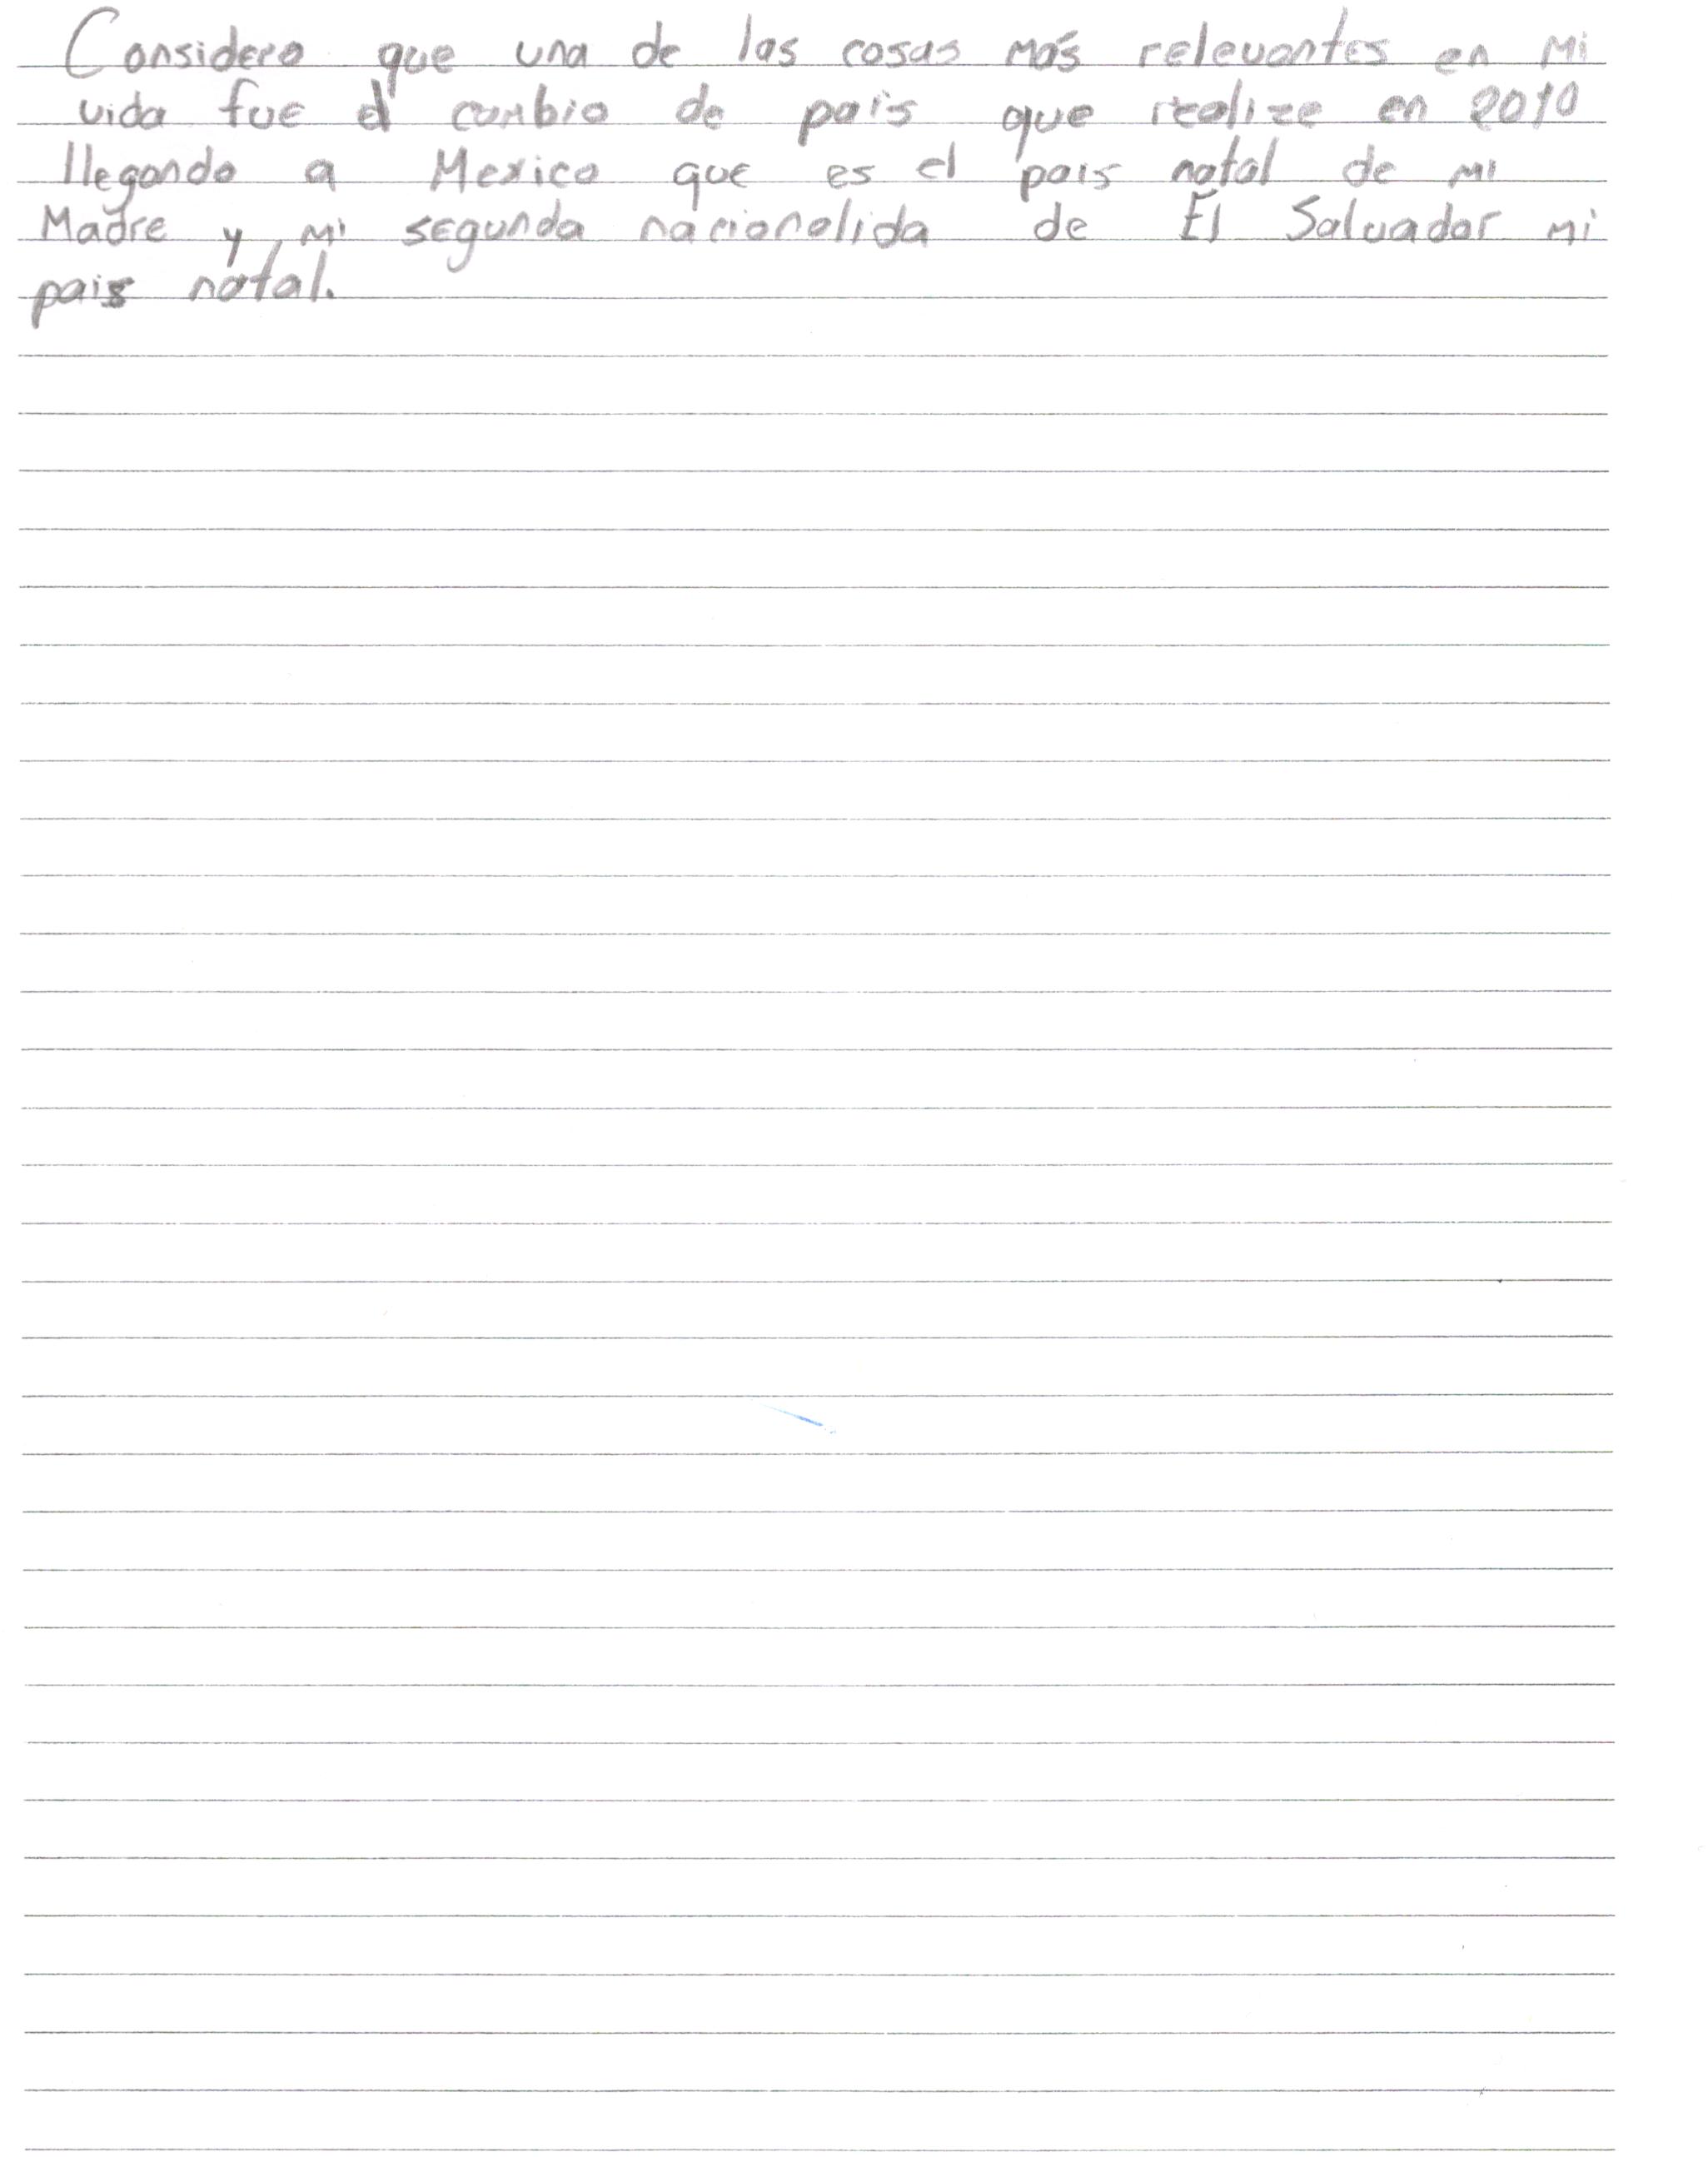 Considero que una de las cosas más relevantes en mi
vida fue el cambio de pais que realize en 2010
llegando a Mexico que es el pais natal de mi
Madre y mi segunda nacionalida de El Salvador mi
pais natal.